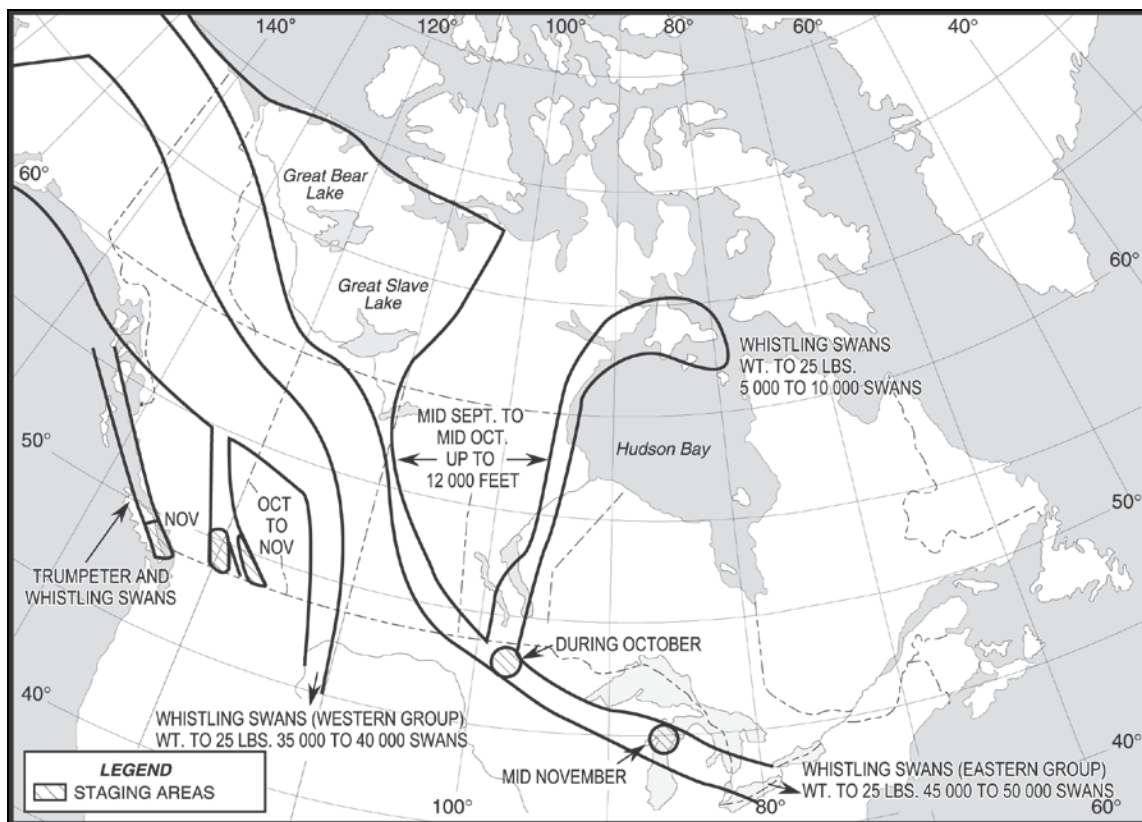 140°
120°
100°
80°
60°
40°
60°
Great Bear
Lake
Great Slave
Lake
60°
WHISTLING SWANS
WT. TO 25 LBS.
5 000 TO 10 000 SWANS
MID SEPT. TO
MID OCT.
UP TO
12 000 FEET
Hudson Bay
50°
50°
NOV
OCT
TO
NOV
TRUMPETER AND
WHISTLING SWANS
DURING OCTOBER
40°
WHISTLING SWANS (WESTERN GROUP)
WT. TO 25 LBS. 35 000 TO 40 000 SWANS
40°
MID NOVEMBER
WHISTLING SWANS (EASTERN GROUP)
WT. TO 25 LBS. 45 000 TO 50 000 SWANS
LEGEND
STAGING AREAS
100°
80°
60°